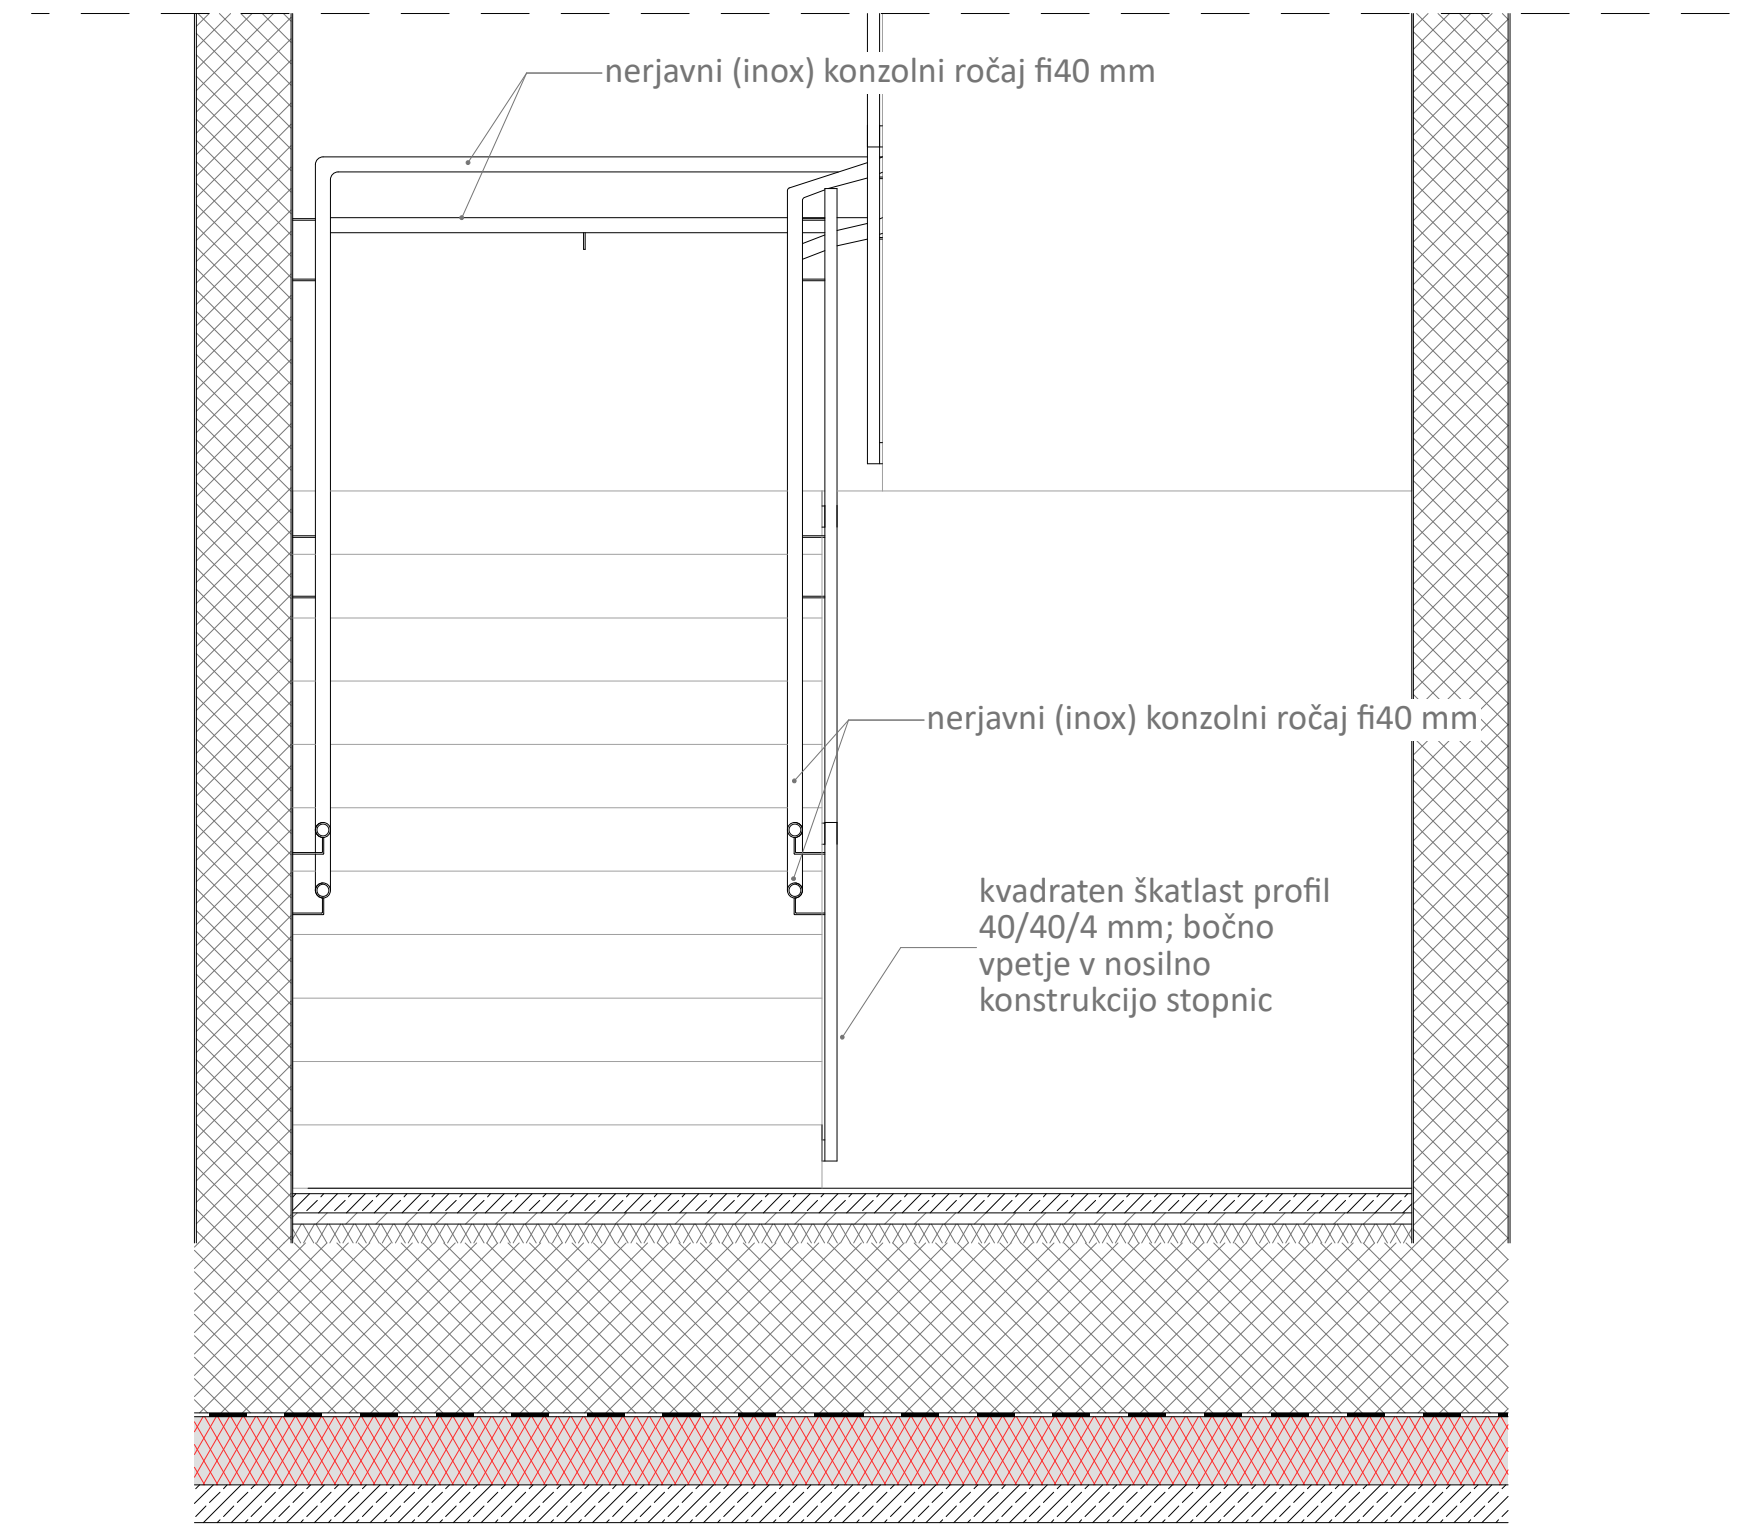 nerjavni (inox) konzolni ročaj fi40 mm
nerjavni (inox) konzolni ročaj fi40 mm
kvadraten škatlast profil
40/40/4 mm; bočno
vpetje v nosilno
konstrukcijo stopnic